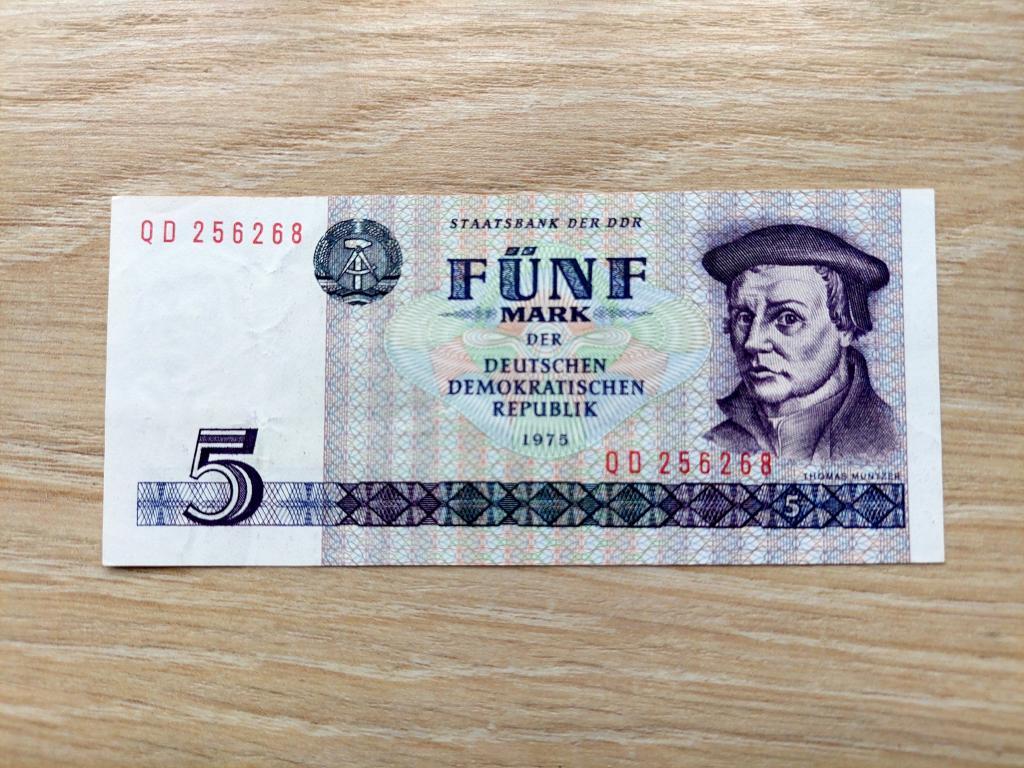 QD 256268
STAATSBANK DER DDR
FÜNF
MARK
DER
DEUTSCHEN
DEMOKRATISCHEN
REPUBLIK
1975
QD 256268
THOMAS MÜNTZER
5
5